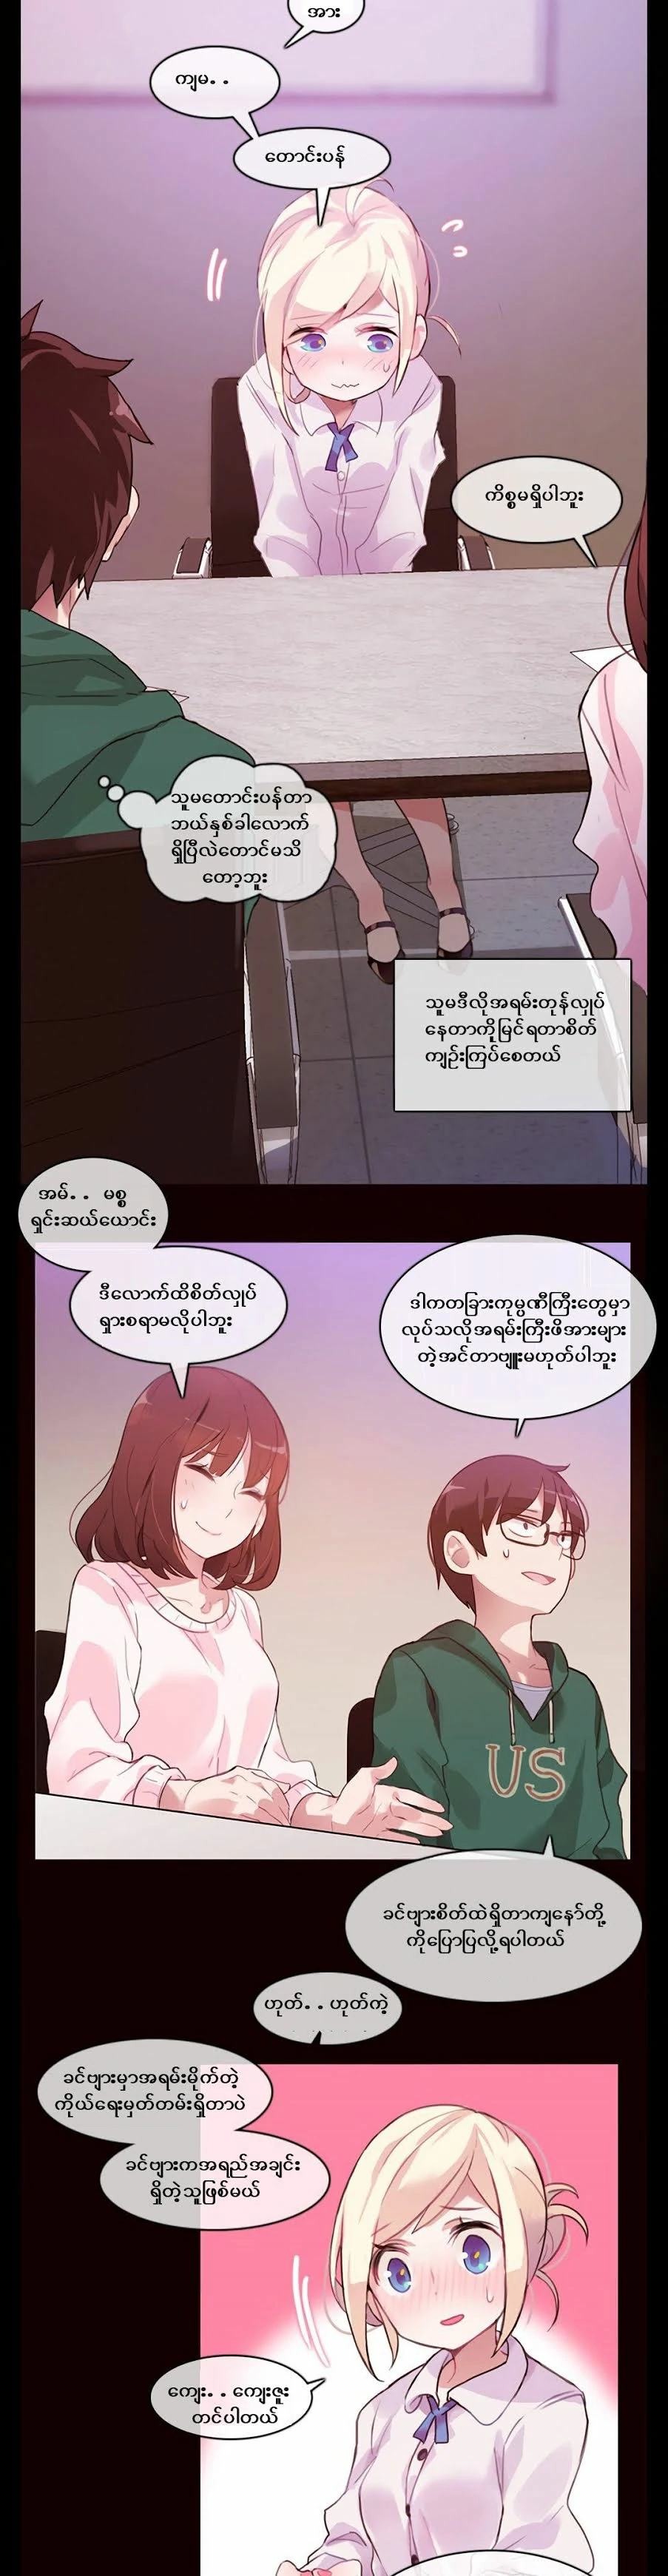 အား
ကျမ..
တောင်းပန်
ကိစ္စမရှိပါဘူး
သူမတောင်းပန်တာ
ဘယ်နှစ်ခါလောက်
ရှိပြီလဲတောင်မသိ
တော့ဘူး
သူမဒီလိုအရမ်းတုန်လှုပ်
နေတာကိုမြင်ရတာစိတ်
ကျဉ်းကြပ်စေတယ်
အမ်.. မစ္စ
ရှင်းဆယ်ယောင်း
ဒီလောက်ထိစိတ်လှုပ်
ရှားစရာမလိုပါဘူး
ဒါကတခြားကုမ္ပဏီကြီးတွေမှာ
လုပ်သလိုအရမ်းကြီးဖိအားများ
တဲ့အင်တာဗျူးမဟုတ်ပါဘူး
US
ခင်ဗျားစိတ်ထဲရှိတာကျနော်တို့
ကိုပြောပြလို့ရပါတယ်
ဟုတ်..ဟုတ်ကဲ့
ခင်ဗျားမှာအရမ်းမိုက်တဲ့
ကိုယ်ရေးမှတ်တမ်းရှိတာပဲ
ခင်ဗျားကအရည်အချင်း
ရှိတဲ့သူဖြစ်မယ်
ကျေး..ကျေးဇူး
တင်ပါတယ်